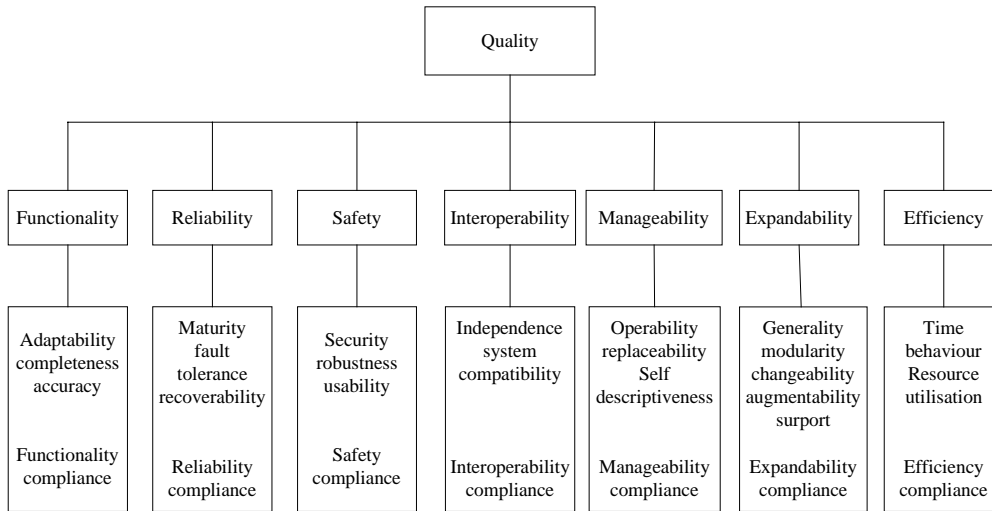 Quality
Functionality
Reliability
Safety
Interoperability
Manageability
Expandability
Efficiency
Adaptability
completeness
accuracy
Functionality
compliance
Maturity
fault
tolerance
recoverability
Reliability
compliance
Security
robustness
usability
Safety
compliance
Independence
system
compatibility
Interoperability
compliance
Operability
replaceability
Self
descriptiveness
Manageability
compliance
Generality
modularity
changeability
augmentability
surport
Expandability
compliance
Time
behaviour
Resource
utilisation
Efficiency
compliance